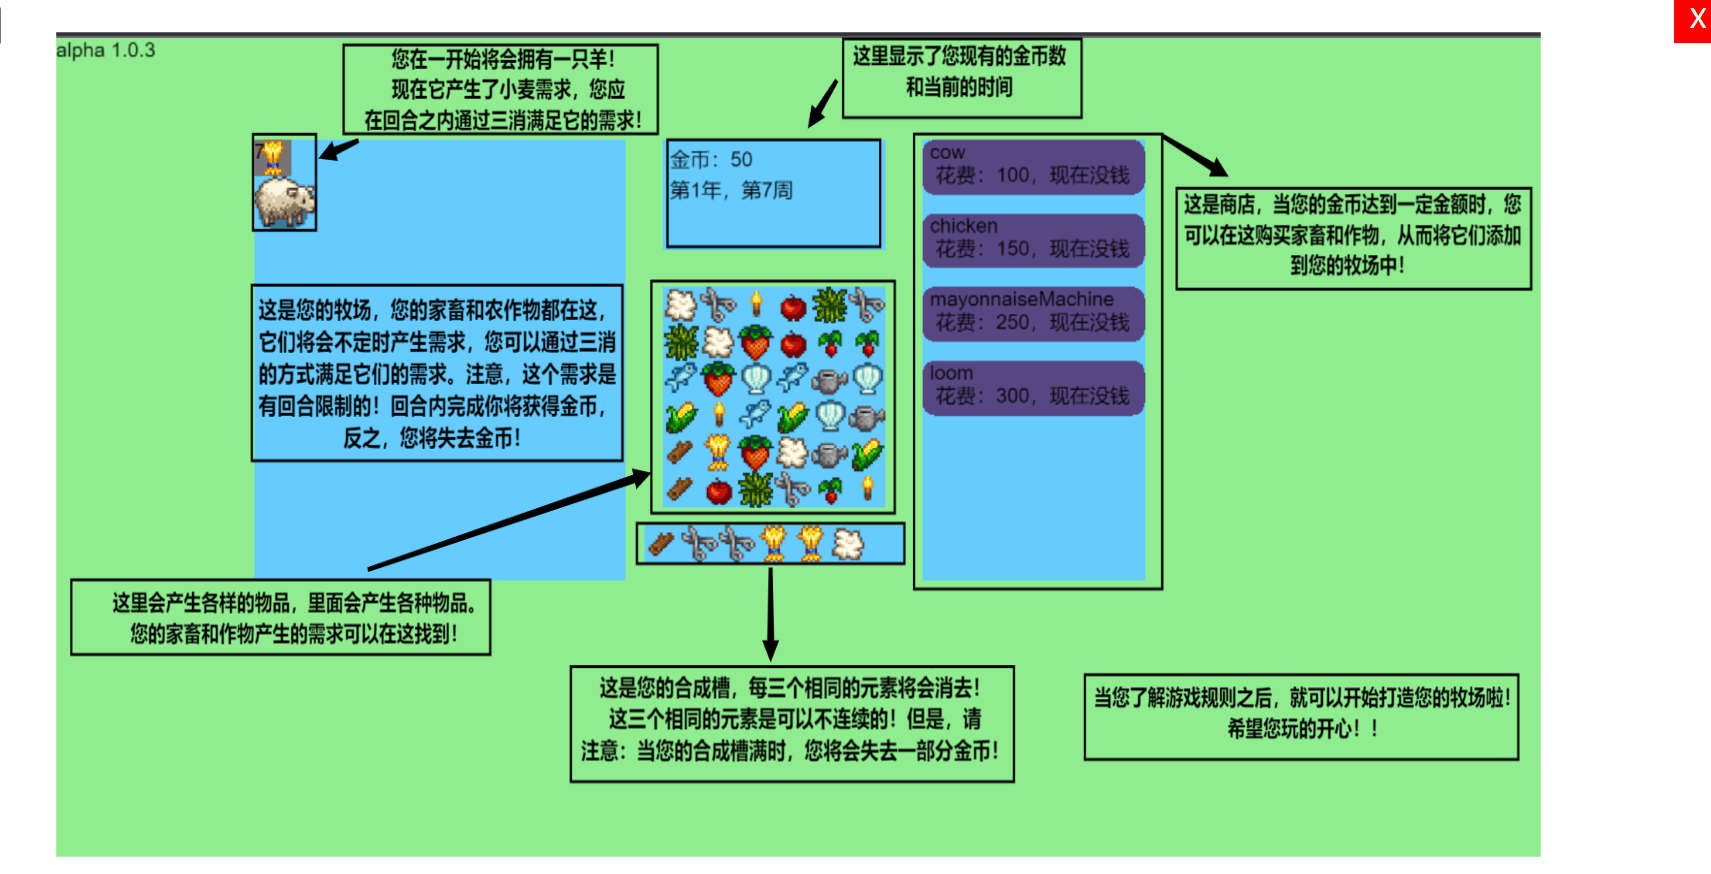 X
alpha 1.0.3
您在一开始将会拥有一只羊！
现在它产生了小麦需求，您应
在回合之内通过三消满足它的需求！
这里显示了您现有的金币数
和当前的时间
7
金币：50
第1年，第7周
cow
花费：100，现在没钱
chicken
花费：150，现在没钱
mayonnaiseMachine
花费：250，现在没钱
loom
花费：300，现在没钱
这是商店，当您的金币达到一定金额时，您
可以在这购买家畜和作物，从而将它们添加
到您的牧场中！
这是您的牧场，您的家畜和农作物都在这，
它们将会不定时产生需求，您可以通过三消
的方式满足它们的需求。注意，这个需求是
有回合限制的！回合内完成你将获得金币，
反之，您将失去金币！
这里会产生各样的物品，里面会产生各种物品。
您的家畜和作物产生的需求可以在这找到！
这是您的合成槽，每三个相同的元素将会消去！
这三个相同的元素是可以不连续的！但是，请
注意：当您的合成槽满时，您将会失去一部分金币！
当您了解游戏规则之后，就可以开始打造您的牧场啦！
希望您玩的开心！！